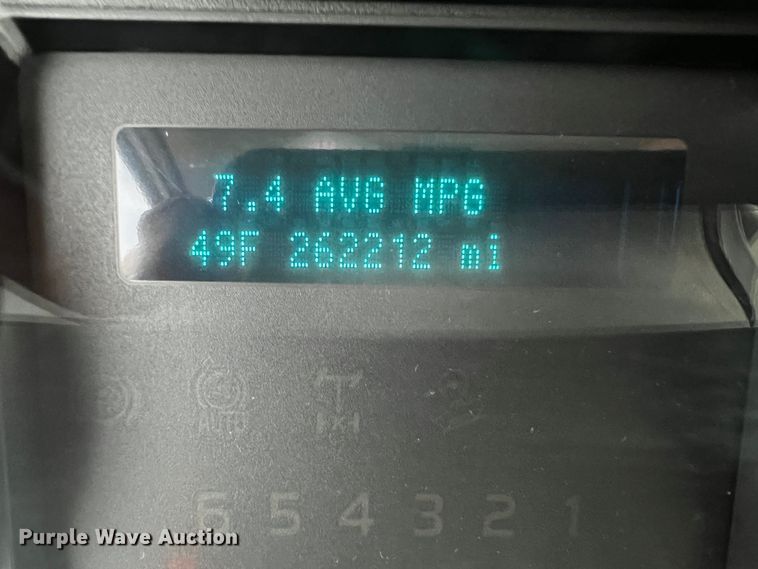 7.4 AVG MPG
49F 262212 mi
AUTO
6 5 4 3 2 1
Purple Wave Auction